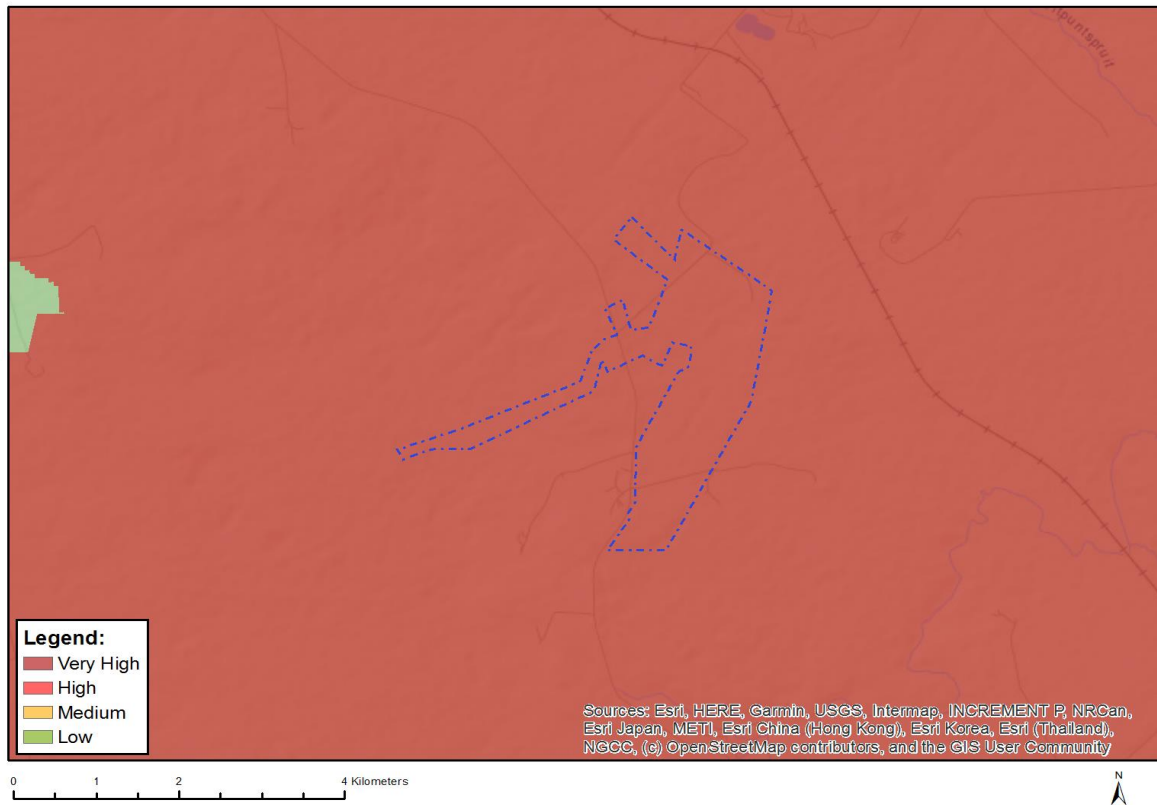 Legend:
Very High
High
Medium
Low
Sources: Esri, HERE, Garmin, USGS, Intermap, INCREMENT P, NRCan,
Esri Japan, METI, Esri China (Hong Kong), Esri Korea, Esri (Thailand),
NGCC, (c) OpenStreetMap contributors, and the GIS User Community
0 1 2 4 Kilometers
N